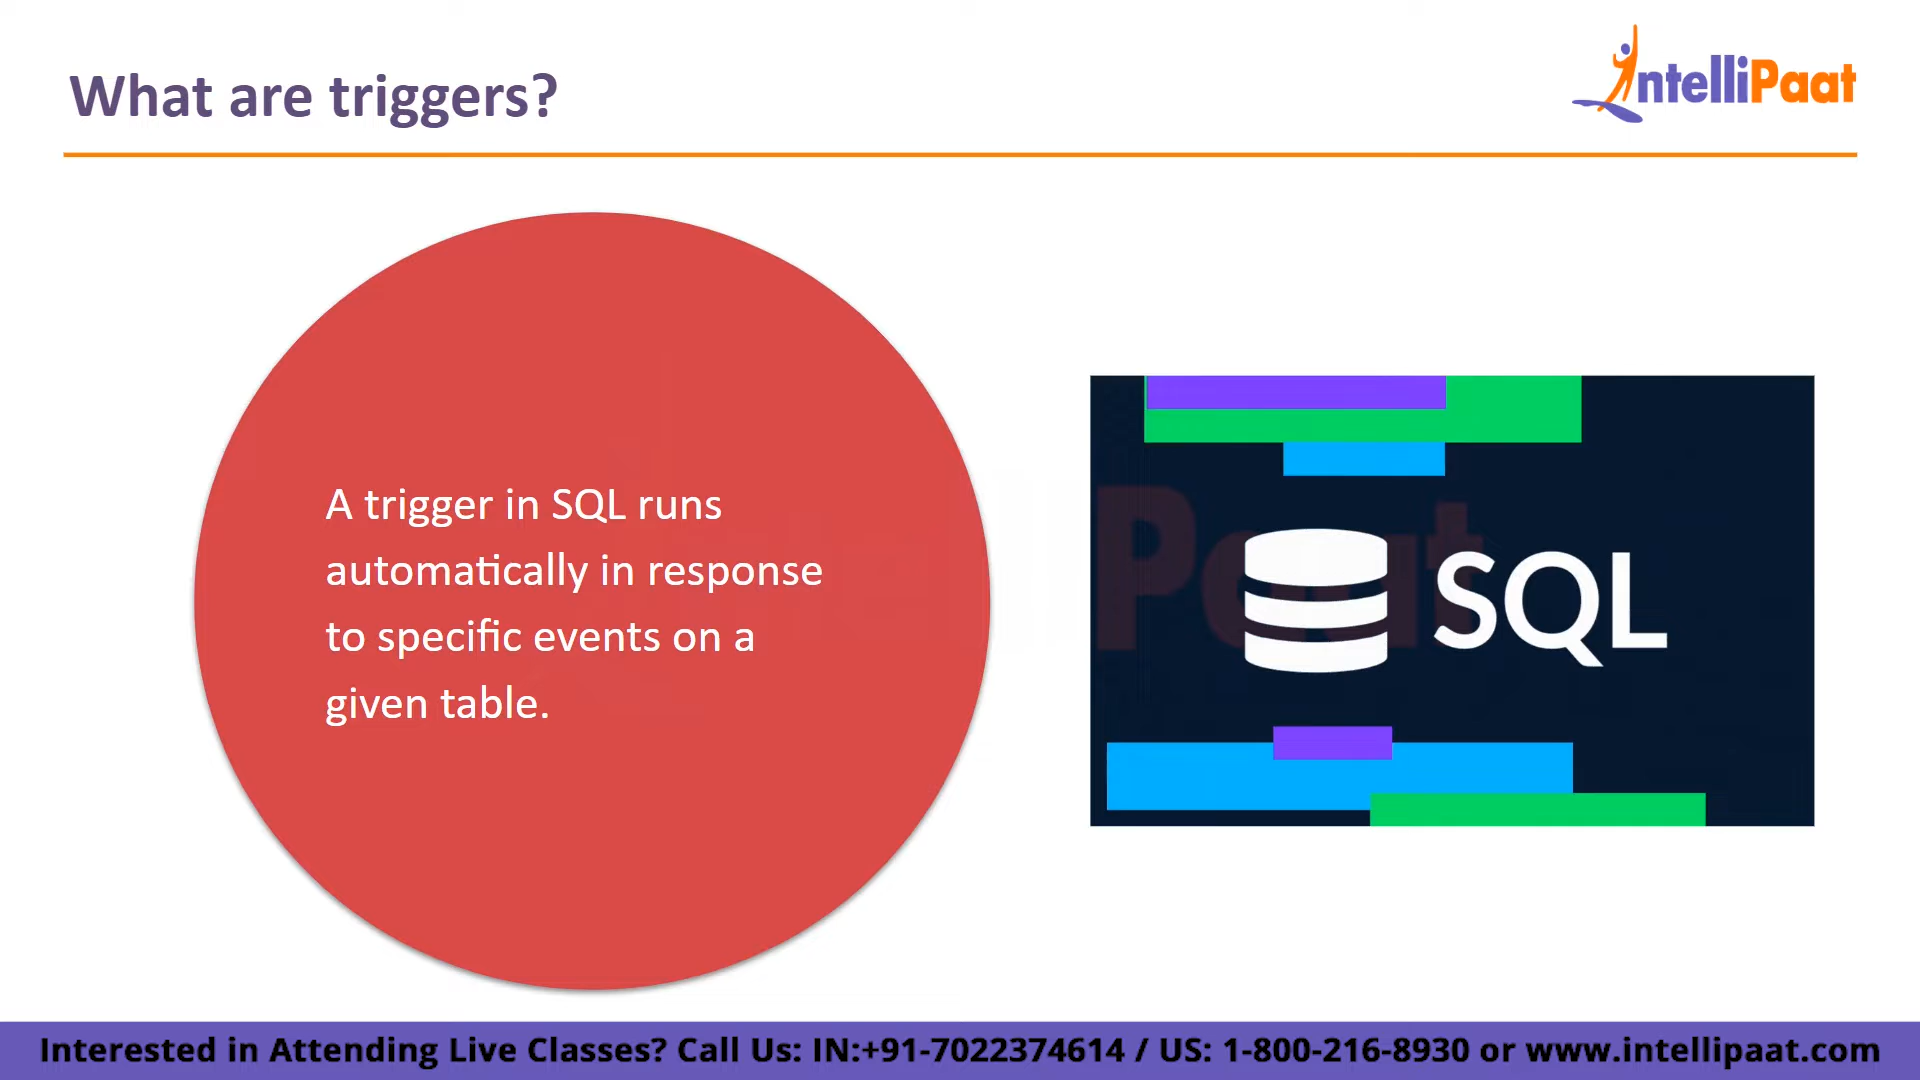 What are triggers?
IntelliPaat
A trigger in SQL runs
automatically in response
to specific events on a
given table.
SQL
Interested in Attending Live Classes? Call Us: IN:+91-7022374614 / US: 1-800-216-8930 or www.intellipaat.com